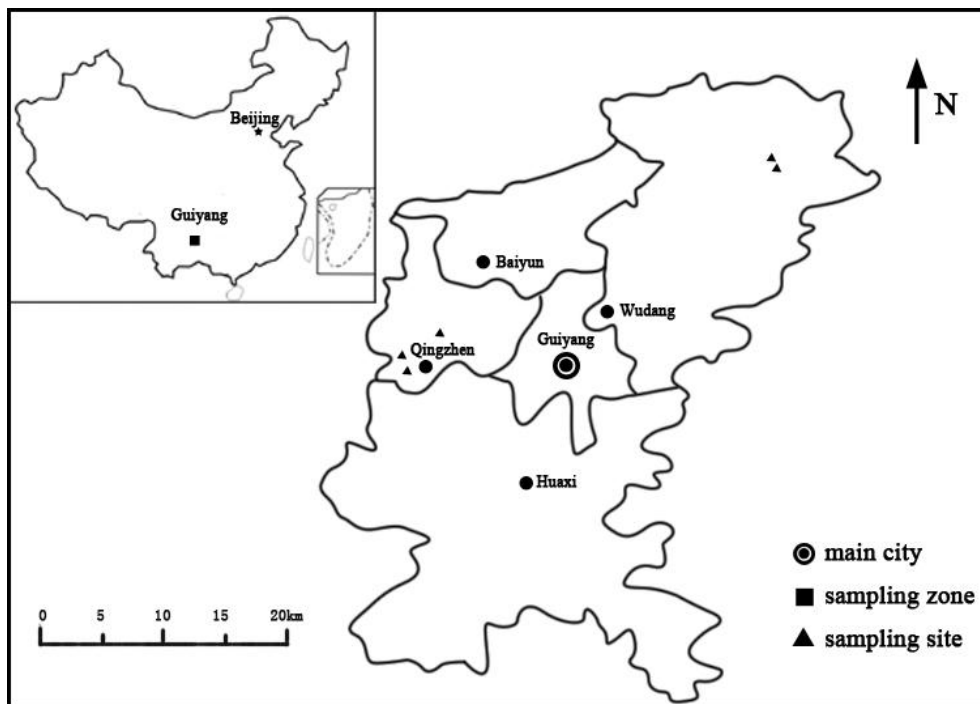 Beijing
Guiyang
N
Baiyun
Wudang
Guiyang
Qingzhen
Huaxi
main city
sampling zone
sampling site
0 5 10 15 20km